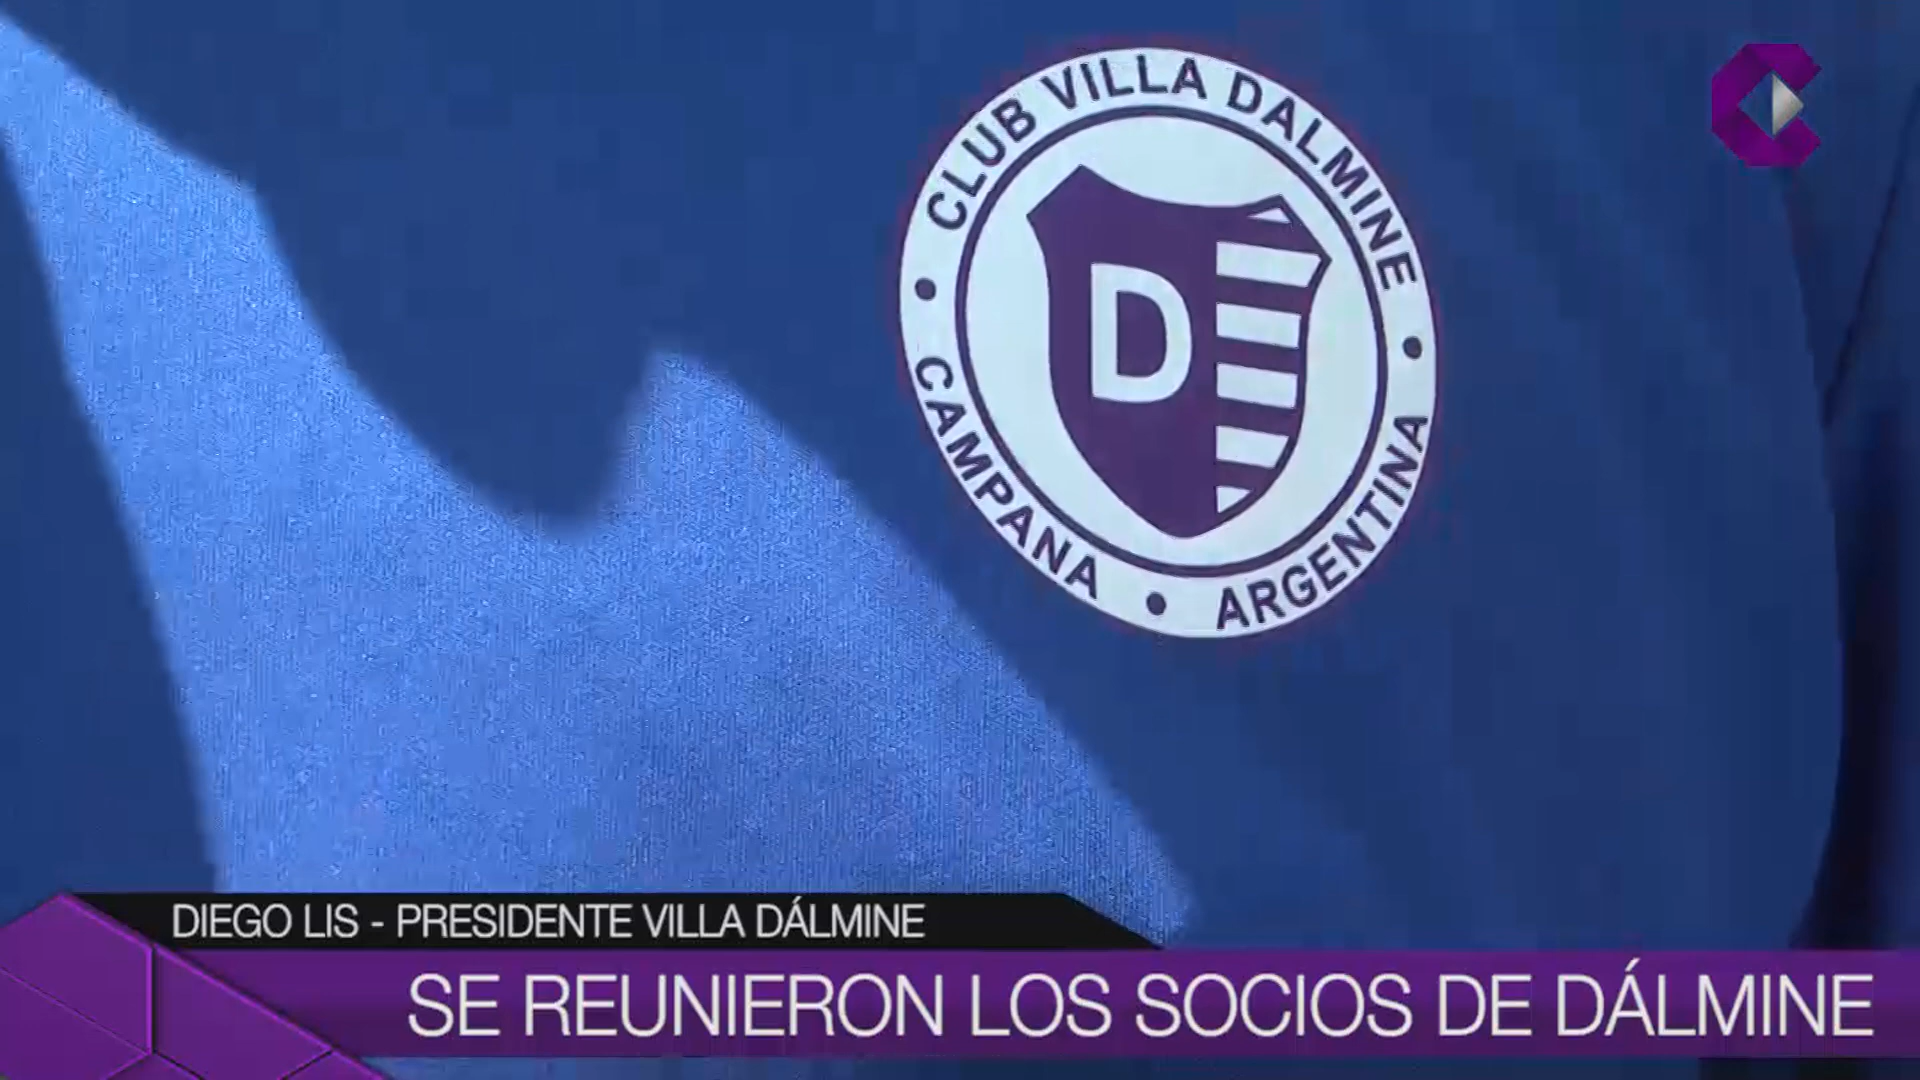 CLUB VILLA DALMINE
D
CAMPANA • ARGENTINA
DIEGO LIS - PRESIDENTE VILLA DÁLMINE
SE REUNIERON LOS SOCIOS DE DÁLMINE